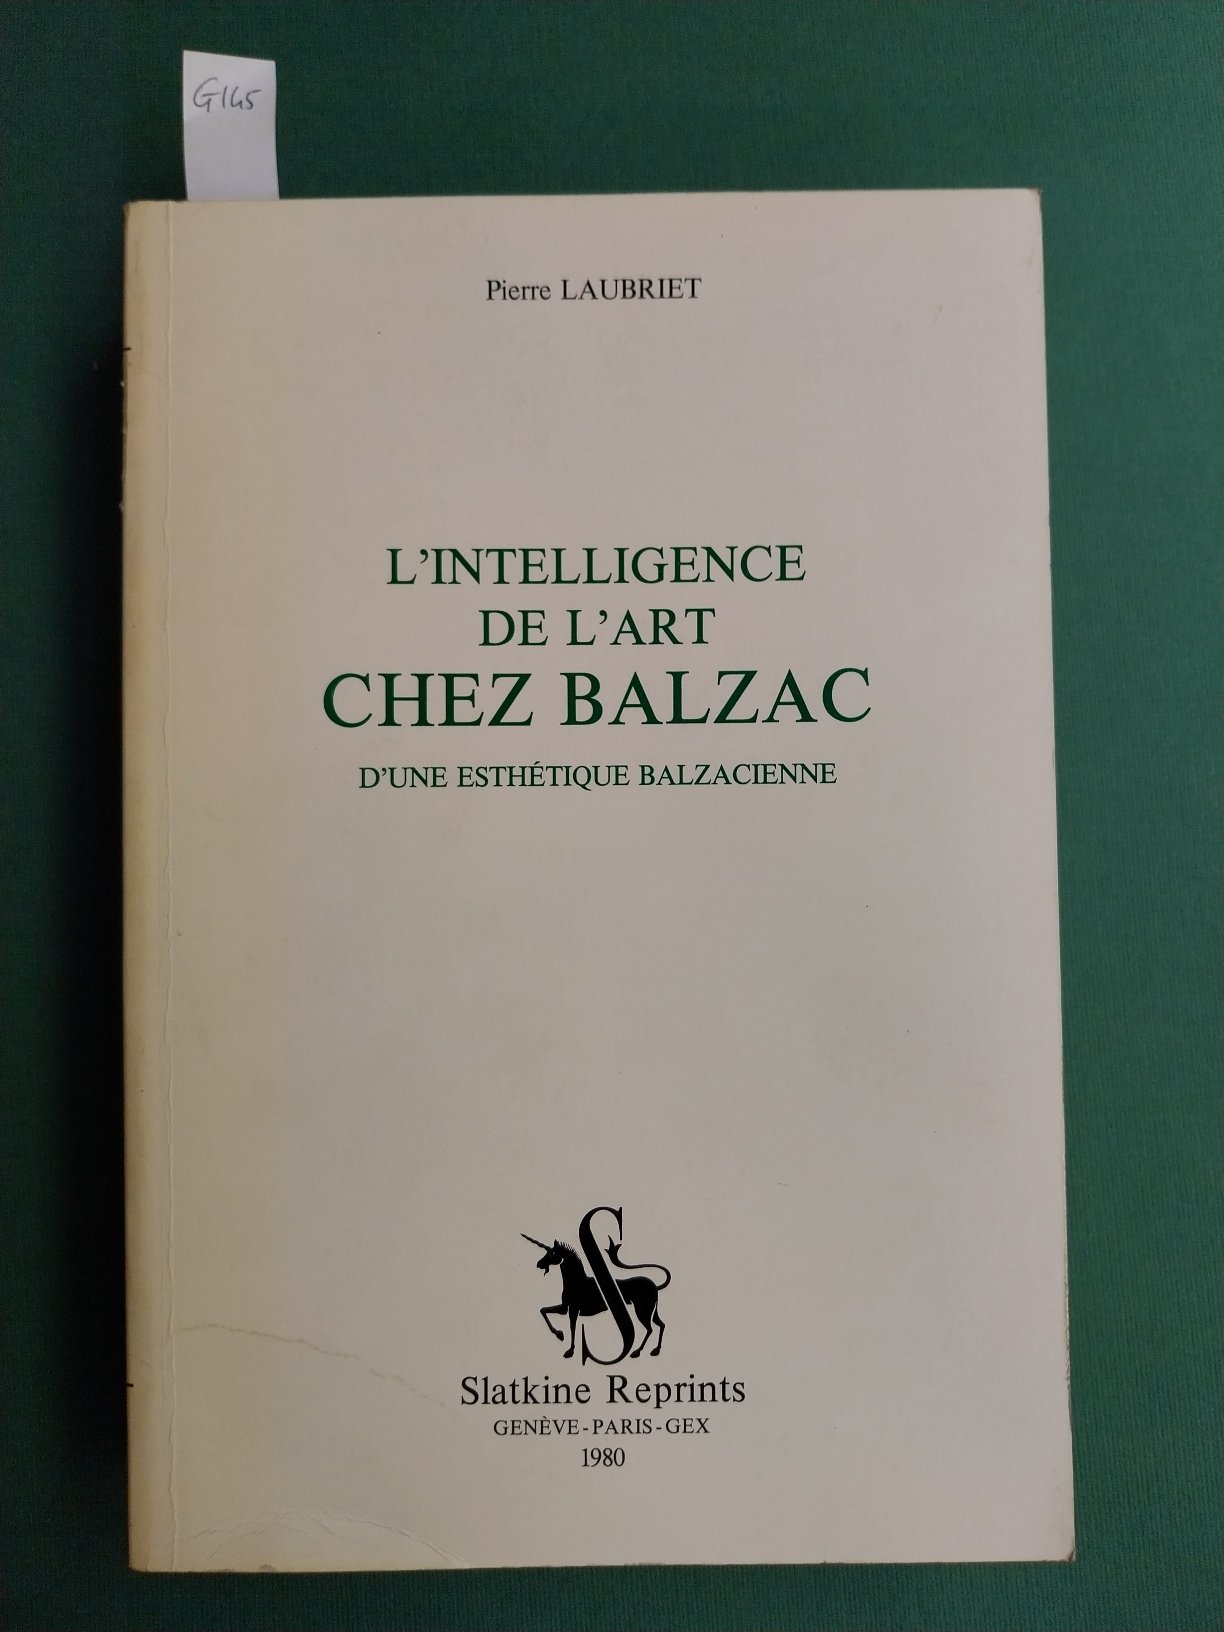 G145
Pierre LAUBRIET
L'INTELLIGENCE
DE L'ART
CHEZ BALZAC
D'UNE ESTHÉTIQUE BALZACIENNE
S
Slatkine Reprints
GENÈVE - PARIS - GEX
1980